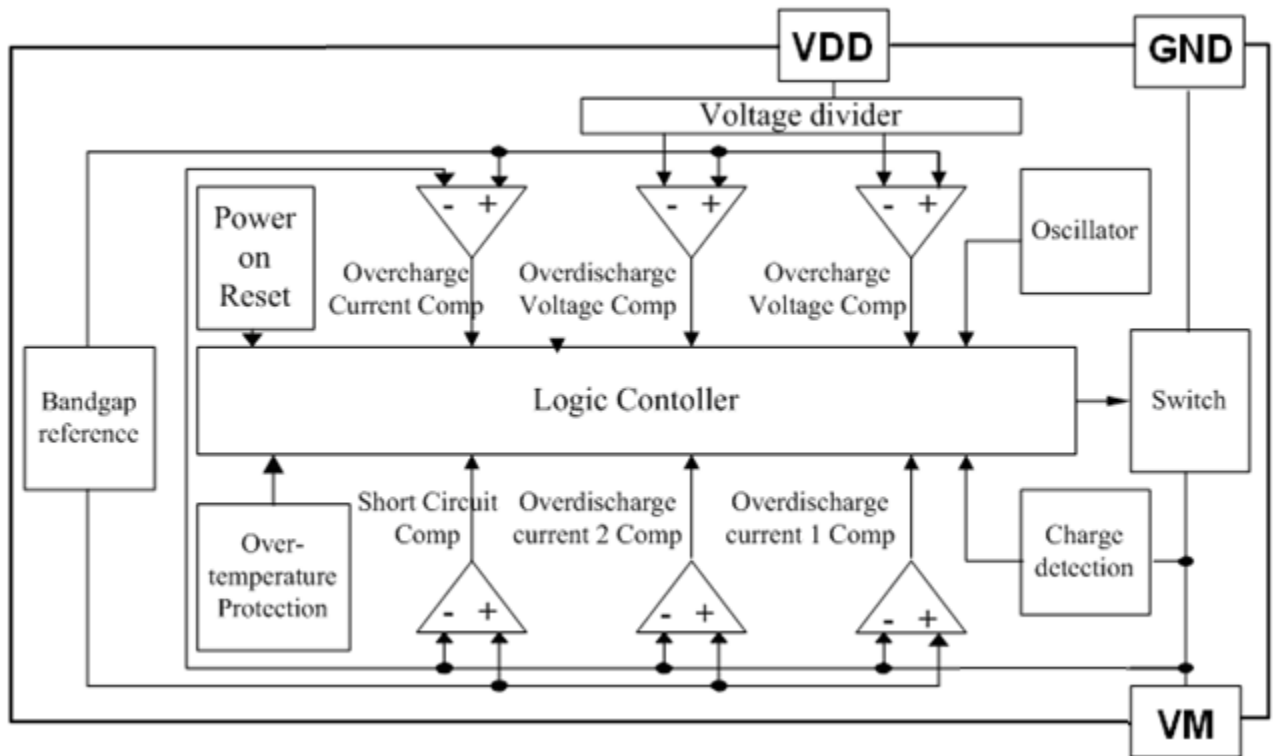 VDD
GND
Voltage divider
- +
- +
- +
Power
on
Reset
Oscillator
Overcharge
Current Comp
Overdischarge
Voltage Comp
Overcharge
Voltage Comp
Bandgap
reference
Logic Contoller
Switch
Over-
temperature
Protection
Short Circuit
Comp
Overdischarge
current 2 Comp
Overdischarge
current 1 Comp
Charge
detection
- +
- +
- +
VM